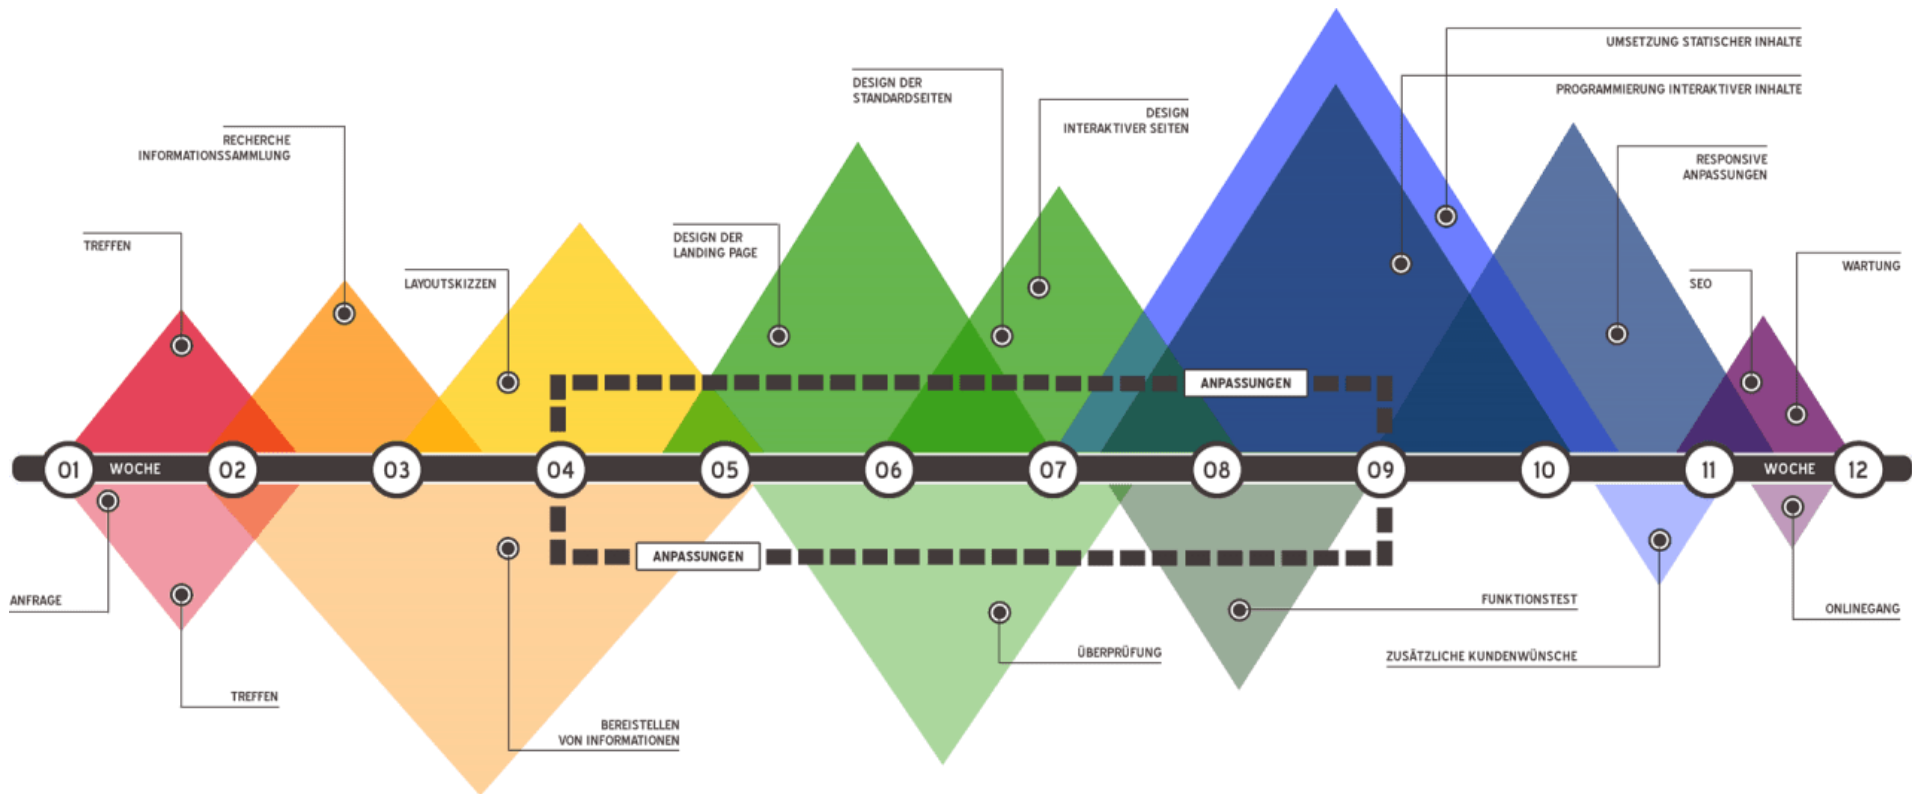 UMSETZUNG STATISCHER INHALTE
PROGRAMMIERUNG INTERAKTIVER INHALTE
DESIGN DER
STANDARDSEITEN
DESIGN
INTERAKTIVER SEITEN
RECHERCHE
INFORMATIONSSAMMLUNG
RESPONSIVE
ANPASSUNGEN
TREFFEN
DESIGN DER
LANDING PAGE
LAYOUTSKIZZEN
SEO
WARTUNG
ANPASSUNGEN
01 WOCHE 02 03 04 05 06 07 08 09 10 11 WOCHE 12
ANPASSUNGEN
ANFRAGE
FUNKTIONSTEST
ONLINEGANG
ÜBERPRÜFUNG
ZUSÄTZLICHE KUNDENWÜNSCHE
TREFFEN
BEREISTELLEN
VON INFORMATIONEN